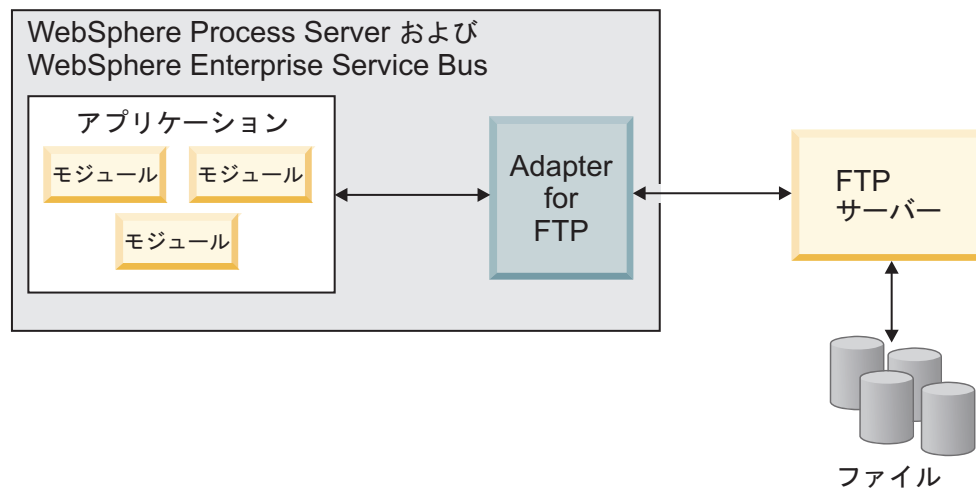 WebSphere Process Server および
WebSphere Enterprise Service Bus
アプリケーション
モジュール
モジュール
モジュール
Adapter
for
FTP
FTP
サーバー
ファイル